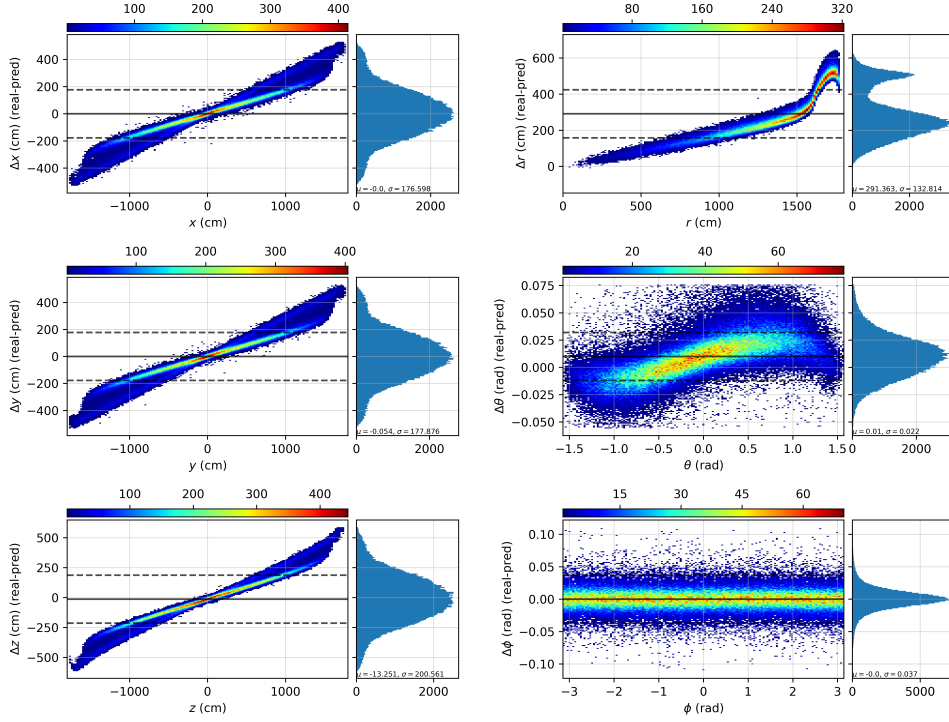 100 200 300 400
Δx (cm) (real-pred)
400
200
0
−200
−400
−1000 0 1000
x (cm)
0 2000
μ = -0.0, σ = 176.598
80 160 240 320
Δr (cm) (real-pred)
600
400
200
0
0 500 1000 1500
r (cm)
0 2000
μ = 291.363, σ = 132.814
100 200 300 400
Δy (cm) (real-pred)
400
200
0
−200
−400
−1000 0 1000
y (cm)
0 2000
μ = -0.054, σ = 177.876
20 40 60
Δθ (rad) (real-pred)
0.075
0.050
0.025
0.000
−0.025
−0.050
−1.5 −1.0 −0.5 0.0 0.5 1.0 1.5
θ (rad)
0 2000
μ = 0.01, σ = 0.022
100 200 300 400
Δz (cm) (real-pred)
500
250
0
−250
−500
−1000 0 1000
z (cm)
0 2000
μ = -13.251, σ = 200.561
15 30 45 60
Δϕ (rad) (real-pred)
0.10
0.05
0.00
−0.05
−0.10
−3 −2 −1 0 1 2 3
ϕ (rad)
0 5000
μ = -0.0, σ = 0.037